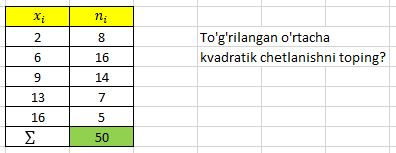 xᵢ nᵢ
2 8
6 16
9 14
13 7
16 5
Σ 50
To'g'rilangan o'rtacha
kvadratik chetlanishni toping?